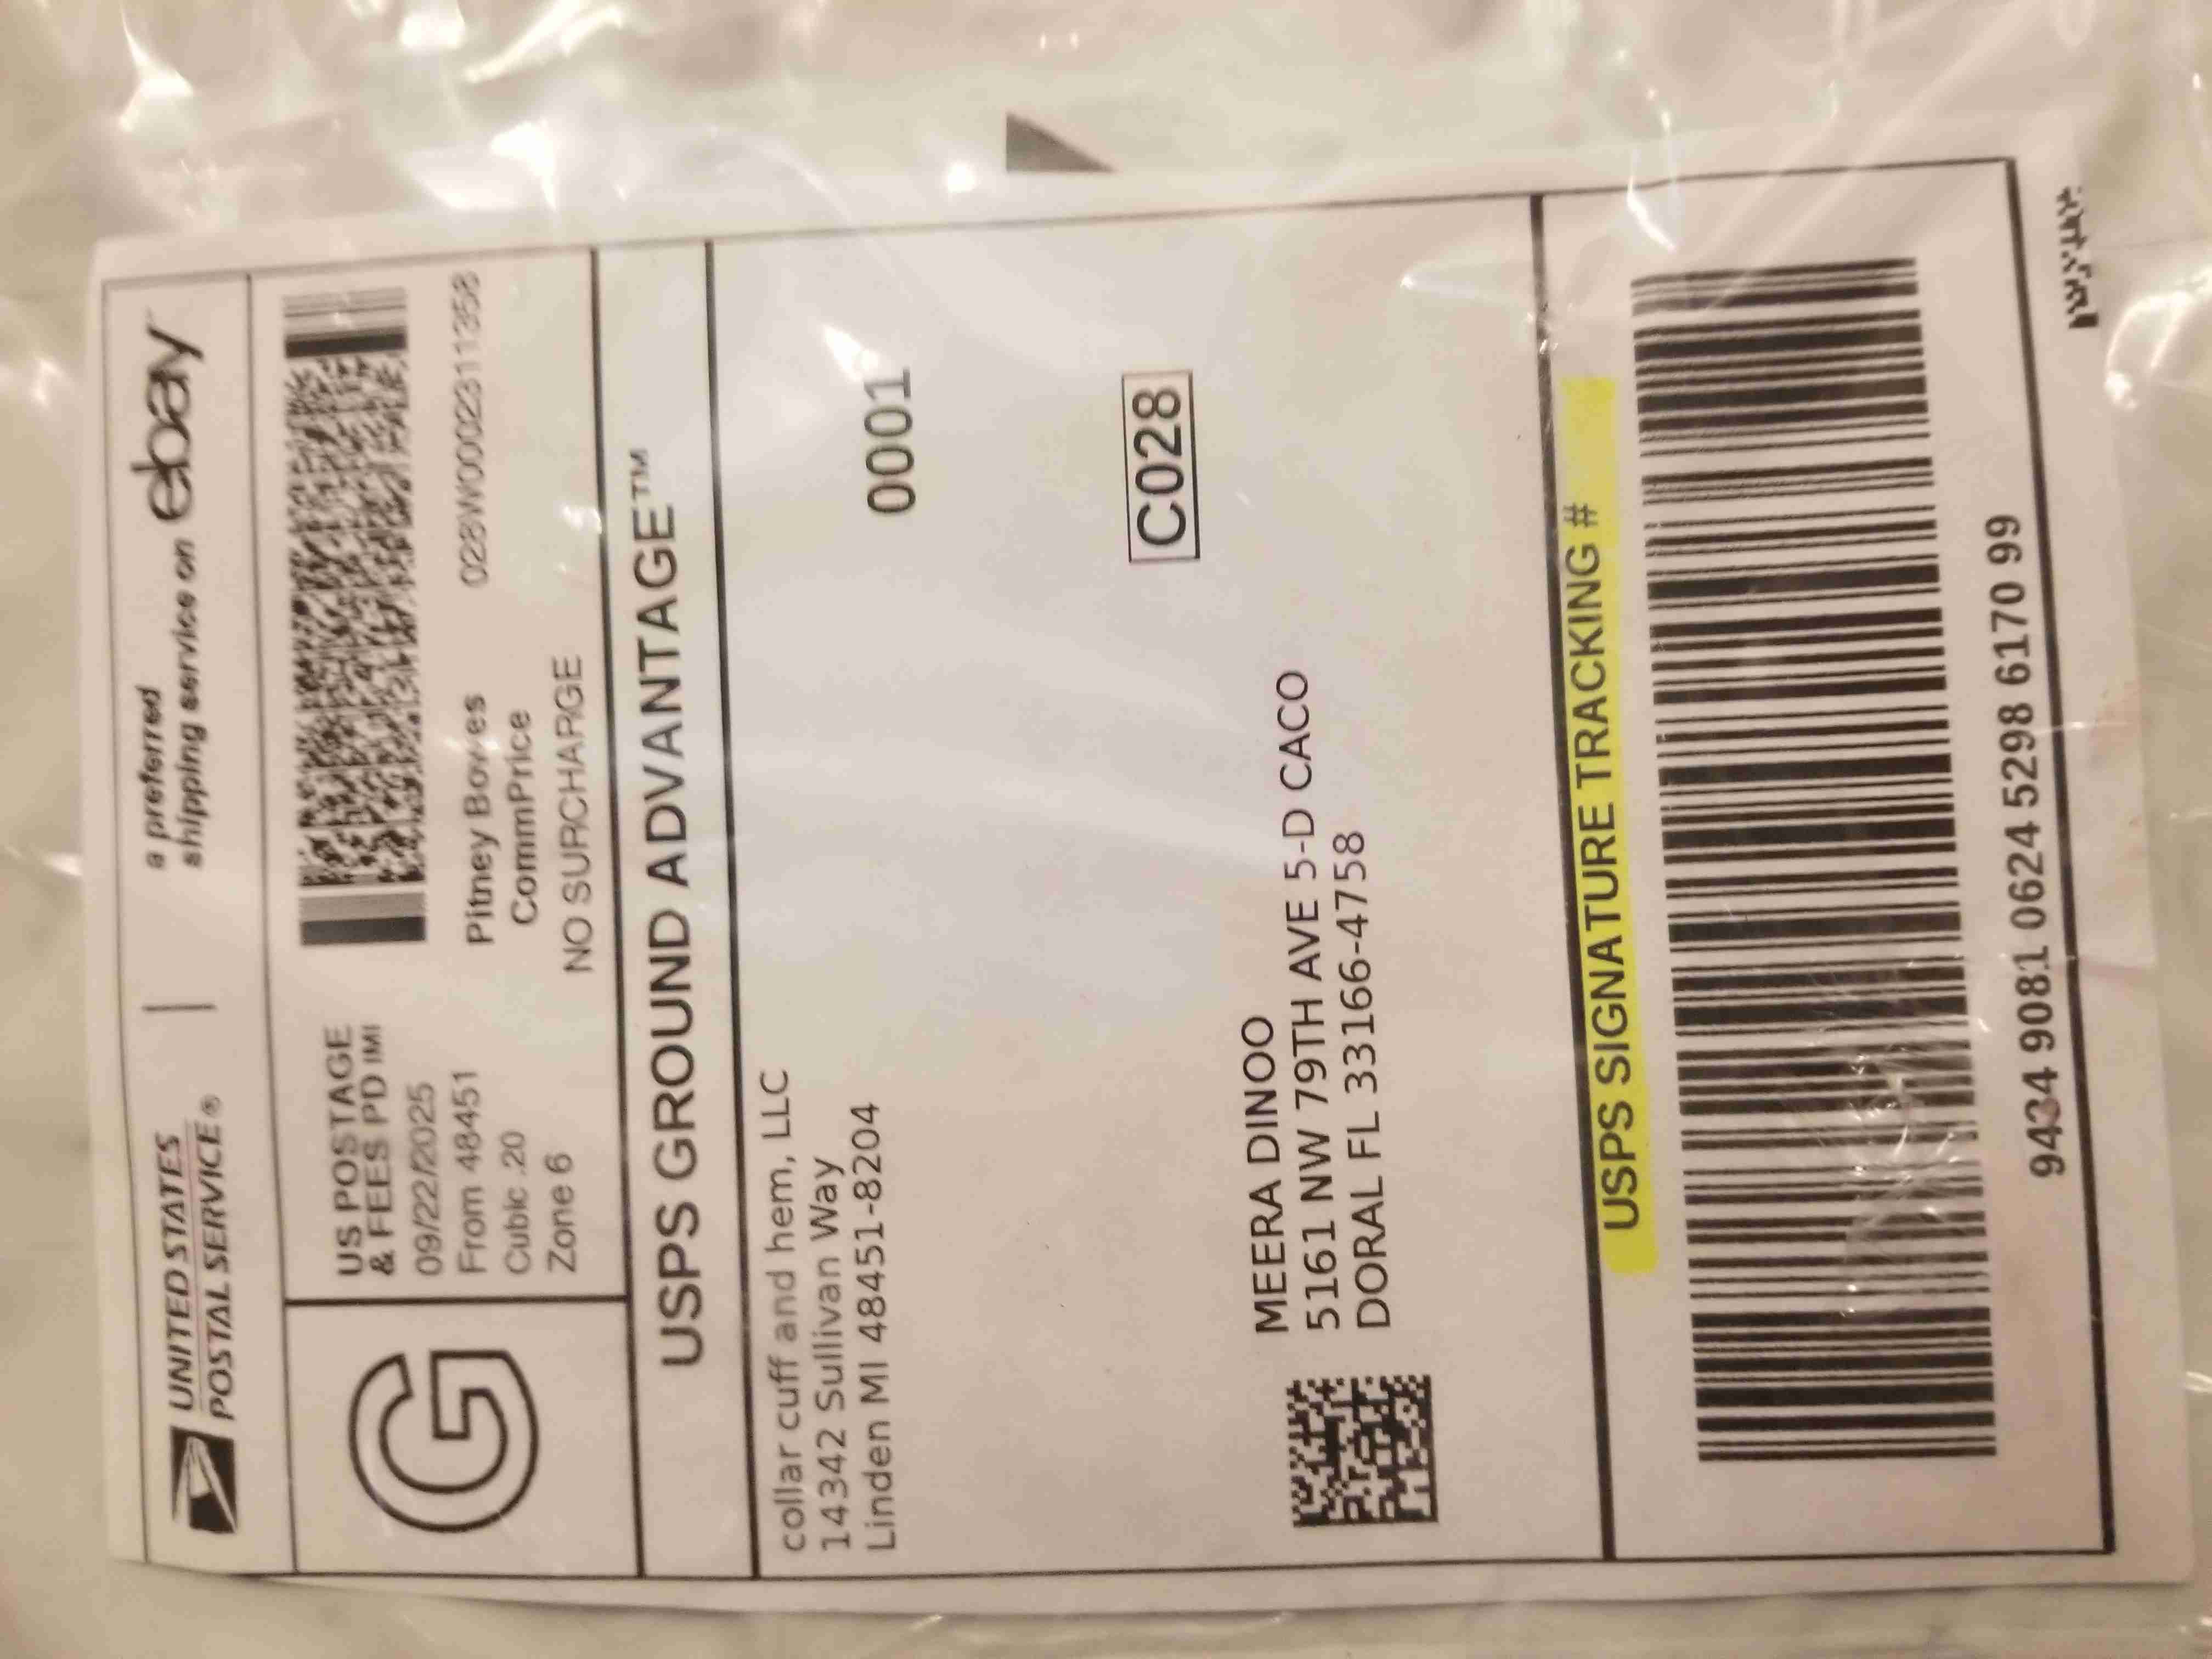 UNITED STATES
POSTAL SERVICE®
a preferred
shipping service on ebay
G
US POSTAGE
& FEES PD IMI
09/22/2025
From 48451
Cubic .20
Zone 6
028W0002311358
Pitney Bowes
CommPrice
NO SURCHARGE
USPS GROUND ADVANTAGE™
collar cuff and hem, LLC
14342 Sullivan Way
Linden MI 48451-8204
0001
C028
MEERA DINOO
5161 NW 79TH AVE 5-D CACO
DORAL FL 33166-4758
USPS SIGNATURE TRACKING #
9434 9081 0624 5298 6170 99